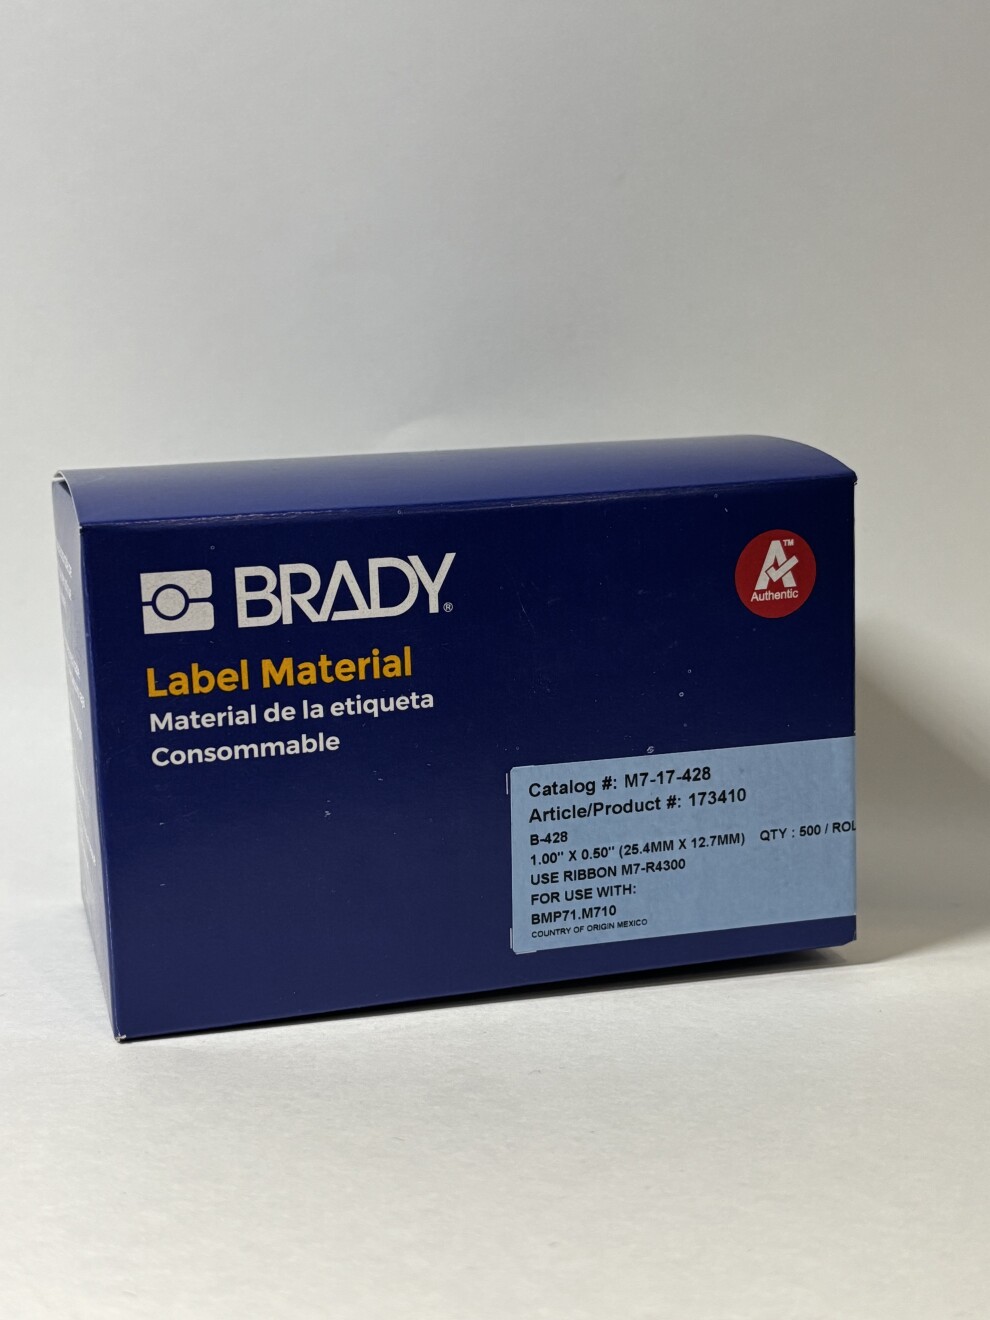 BRADY®
Label Material
Material de la etiqueta
Consommable
A™
Authentic
Catalog #: M7-17-428
Article/Product #: 173410
B-428
1.00" X 0.50" (25.4MM X 12.7MM) QTY : 500 / ROL
USE RIBBON M7-R4300
FOR USE WITH:
BMP71.M710
COUNTRY OF ORIGIN MEXICO